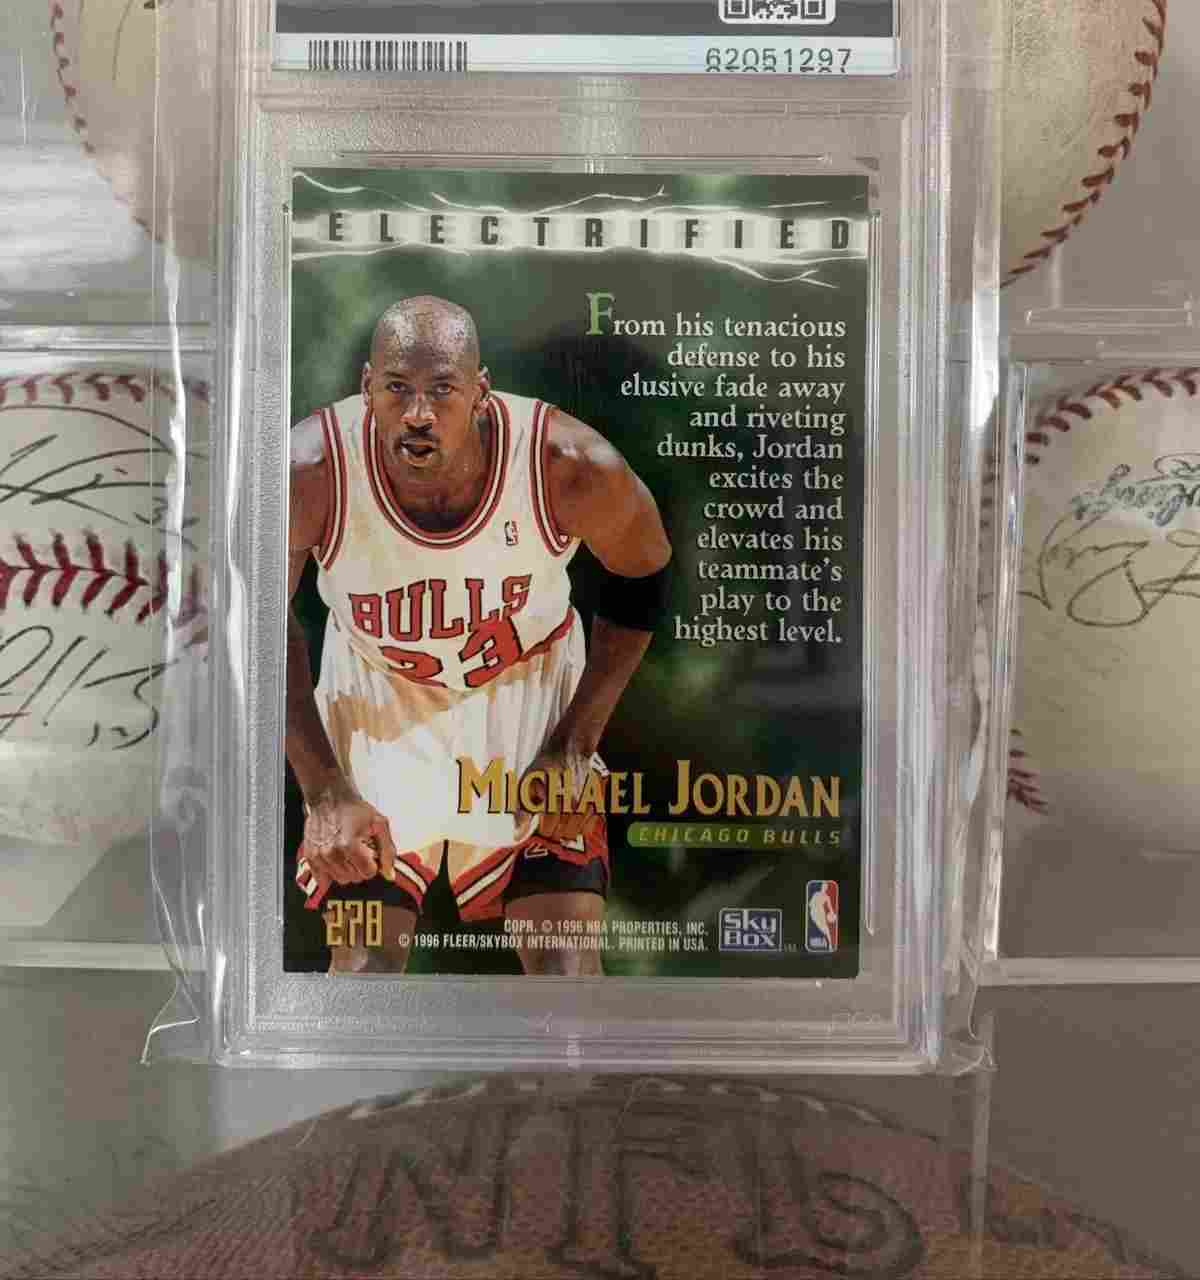 62051297
ELECTRIFIED
From his tenacious
defense to his
elusive fade away
and riveting
dunks, Jordan
excites the
crowd and
elevates his
teammate's
play to the
highest level.
BULLS
23
MICHAEL JORDAN
CHICAGO BULLS
278
COPR. © 1996 NBA PROPERTIES, INC.
© 1996 FLEER/SKYBOX INTERNATIONAL. PRINTED IN USA.
SkyBox
NBA
NFL